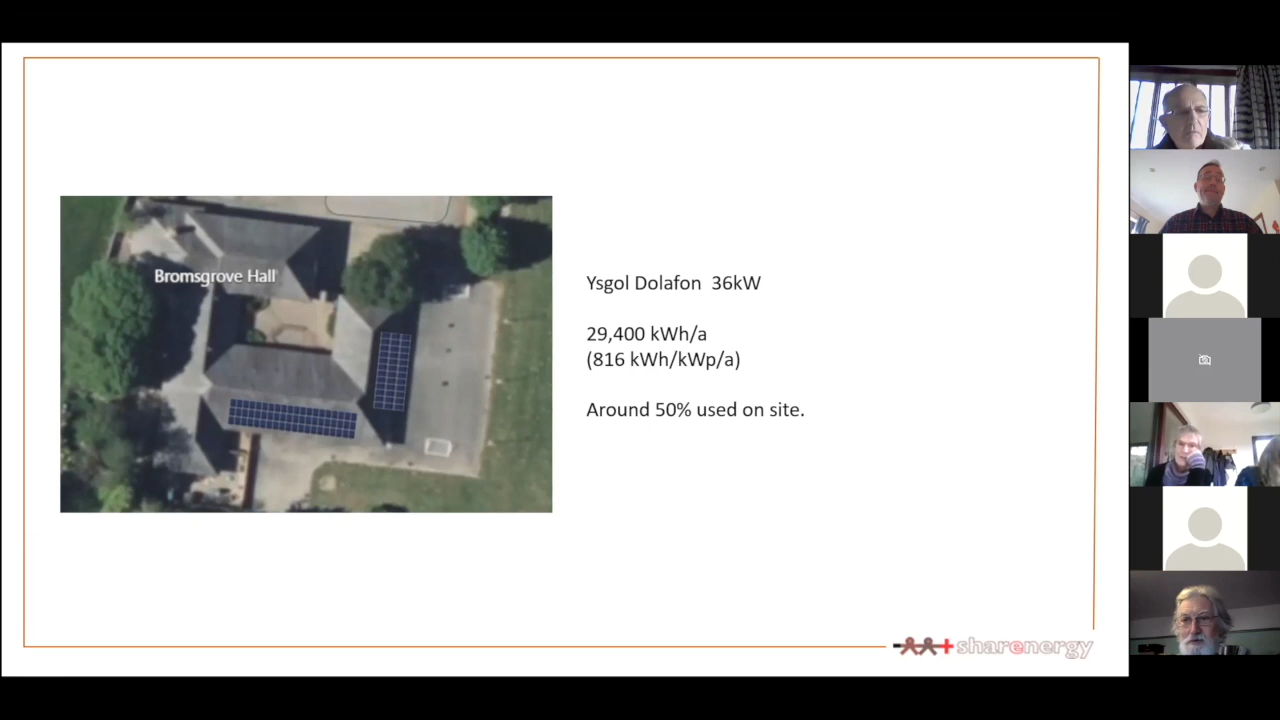 Bromsgrove Hall
Ysgol Dolafon 36kW
29,400 kWh/a
(816 kWh/kWp/a)
Around 50% used on site.
sharenergy